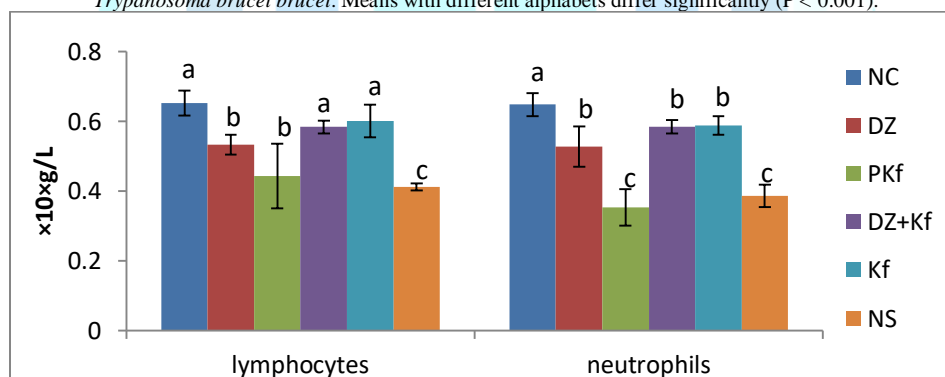 Trypanosoma brucei brucei. Means with different alphabets differ significantly (P < 0.001).
0.8
0.6
0.4
0.2
0
×10×g/L
a
b
b
a
a
c
a
b
c
b
b
c
lymphocytes
neutrophils
NC
DZ
PKf
DZ+Kf
Kf
NS